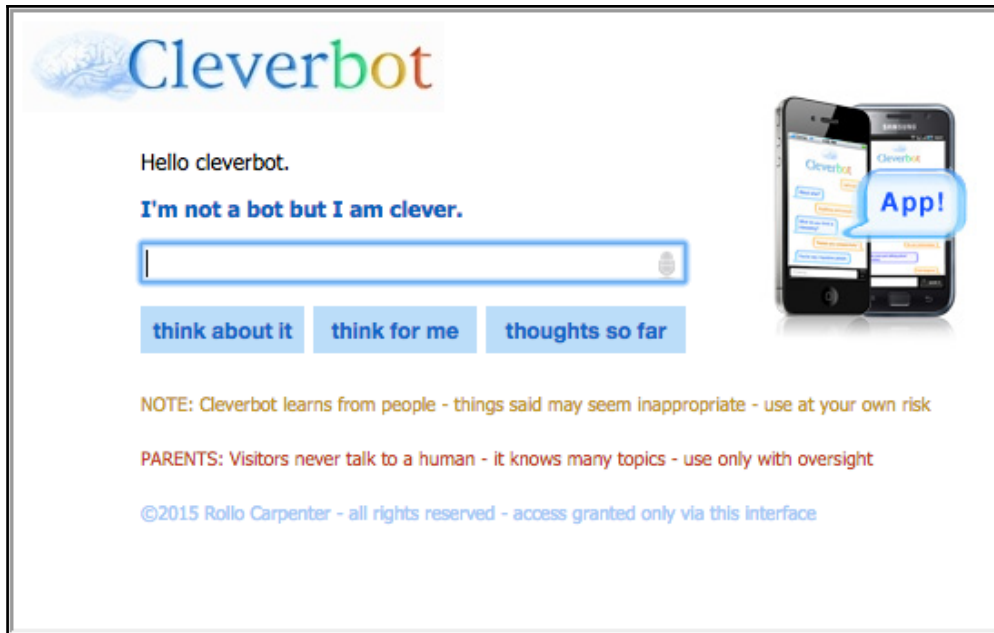 Cleverbot
Hello cleverbot.
I'm not a bot but I am clever.
think about it
think for me
thoughts so far
NOTE: Cleverbot learns from people - things said may seem inappropriate - use at your own risk
PARENTS: Visitors never talk to a human - it knows many topics - use only with oversight
©2015 Rollo Carpenter - all rights reserved - access granted only via this interface
SAMSUNG
Cleverbot
Cleverbot
App!